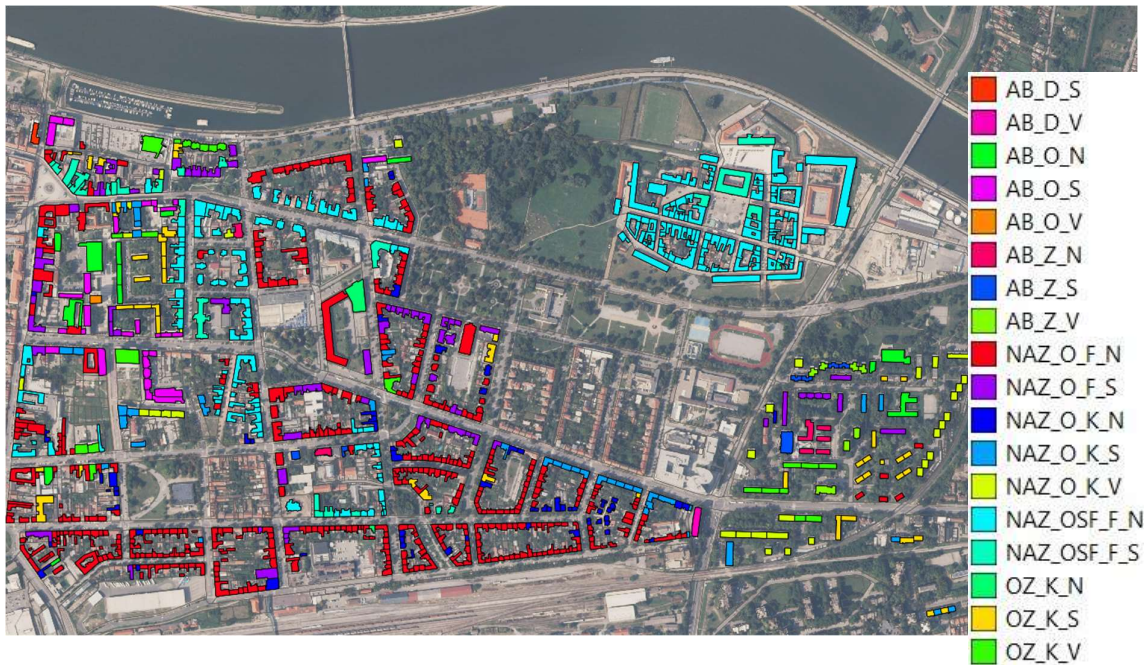 AB_D_S
AB_D_V
AB_O_N
AB_O_S
AB_O_V
AB_Z_N
AB_Z_S
AB_Z_V
NAZ_O_F_N
NAZ_O_F_S
NAZ_O_K_N
NAZ_O_K_S
NAZ_O_K_V
NAZ_OSF_F_N
NAZ_OSF_F_S
OZ_K_N
OZ_K_S
OZ_K_V